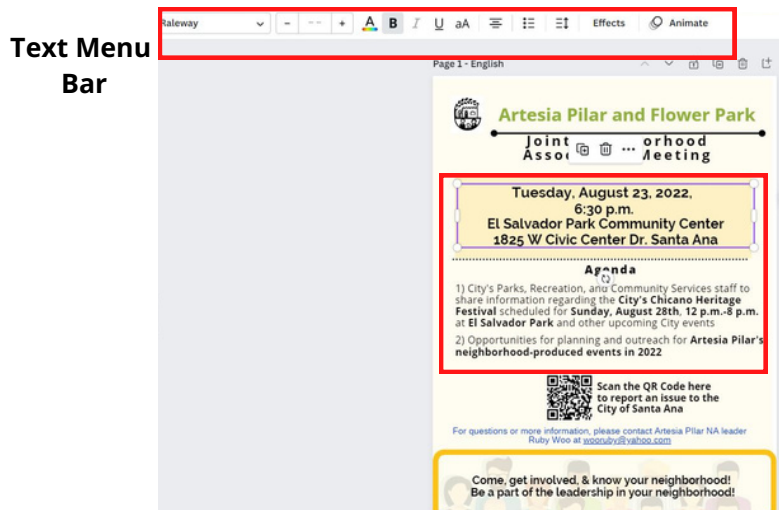 Text Menu
Bar
Raleway
- -- + A B I U aA Effects Animate
Page 1 - English
Artesia Pilar and Flower Park
Joint orhood
Asso Meeting
Tuesday, August 23, 2022,
6:30 p.m.
El Salvador Park Community Center
1825 W Civic Center Dr. Santa Ana
Agenda
1) City's Parks, Recreation, and Community Services staff to
share information regarding the City's Chicano Heritage
Festival scheduled for Sunday, August 28th, 12 p.m.-8 p.m.
at El Salvador Park and other upcoming City events
2) Opportunities for planning and outreach for Artesia Pilar's
neighborhood-produced events in 2022
Scan the QR Code here
to report an issue to the
City of Santa Ana
For questions or more information, please contact Artesia PIlar NA leader
Ruby Woo at wooruby@yahoo.com
Come, get involved, & know your neighborhood!
Be a part of the leadership in your neighborhood!